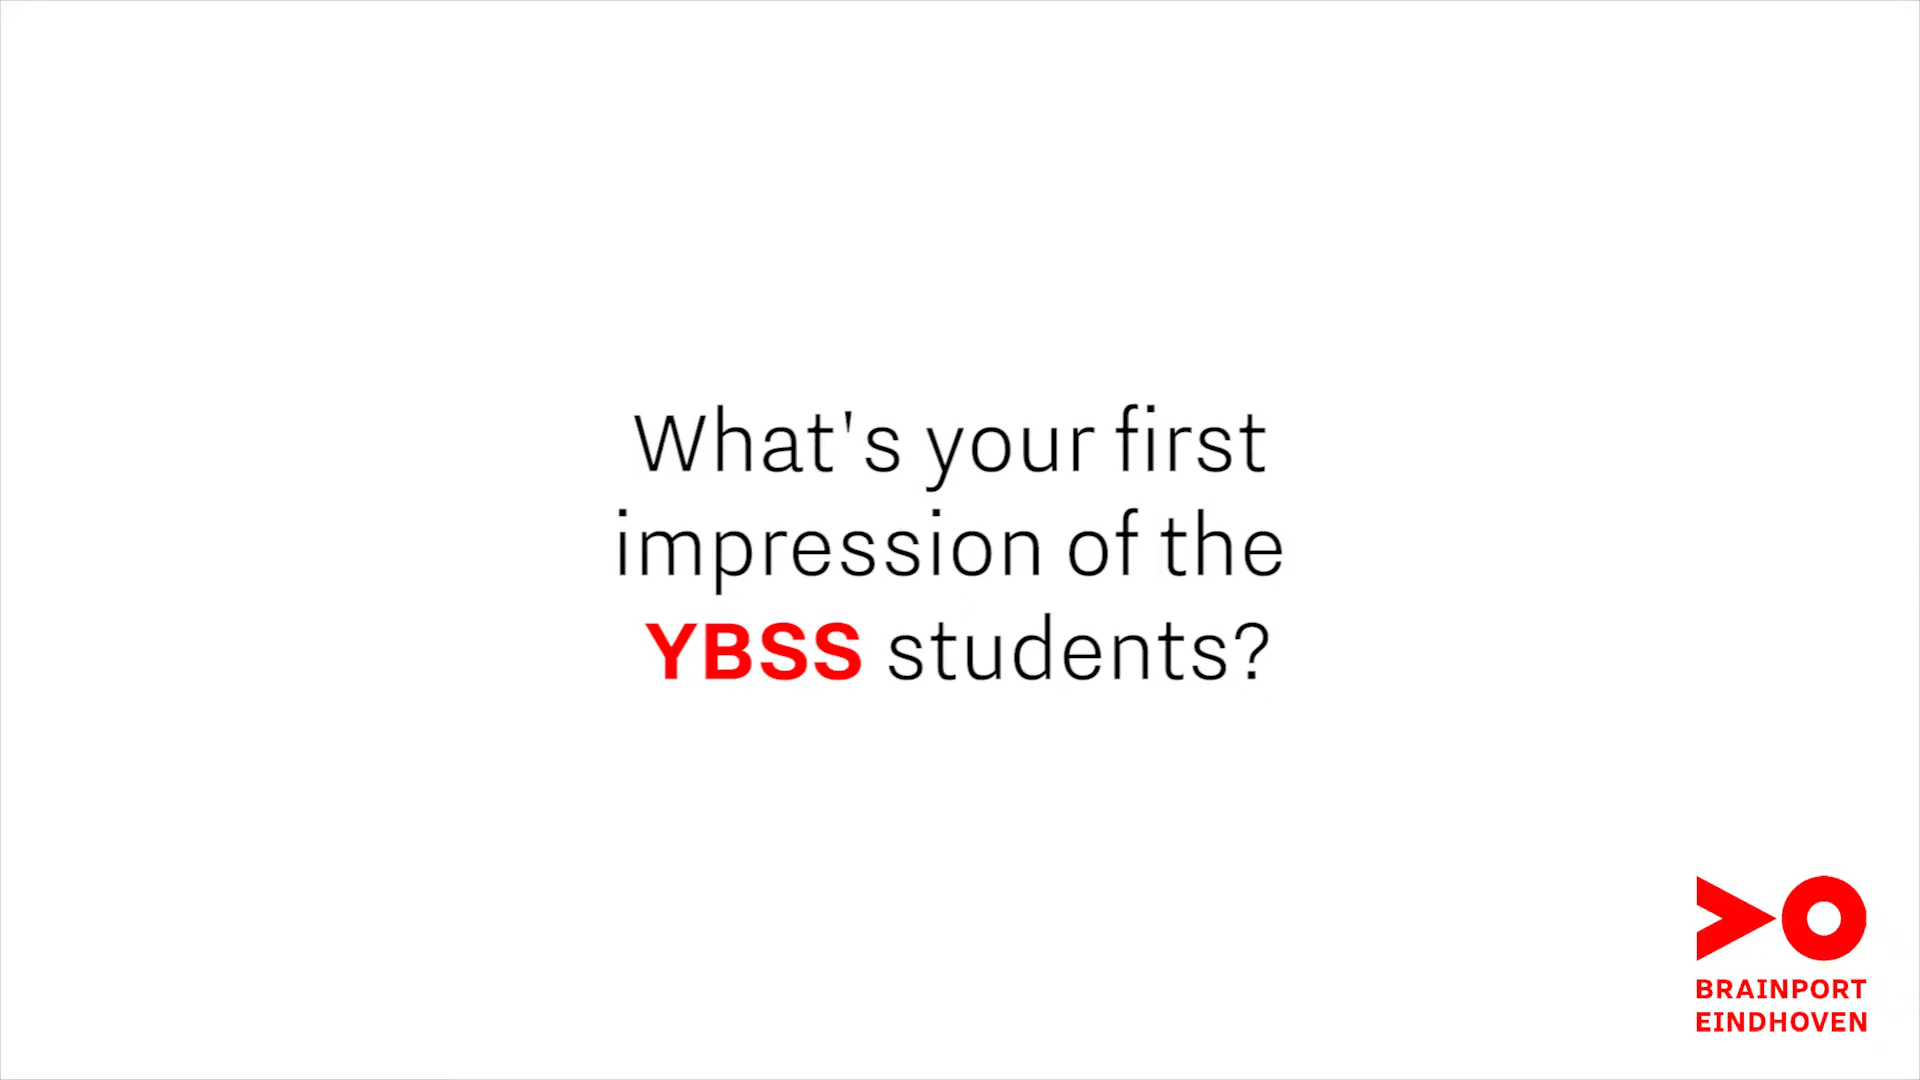 What's your first
impression of the
YBSS students?
BRAINPORT
EINDHOVEN